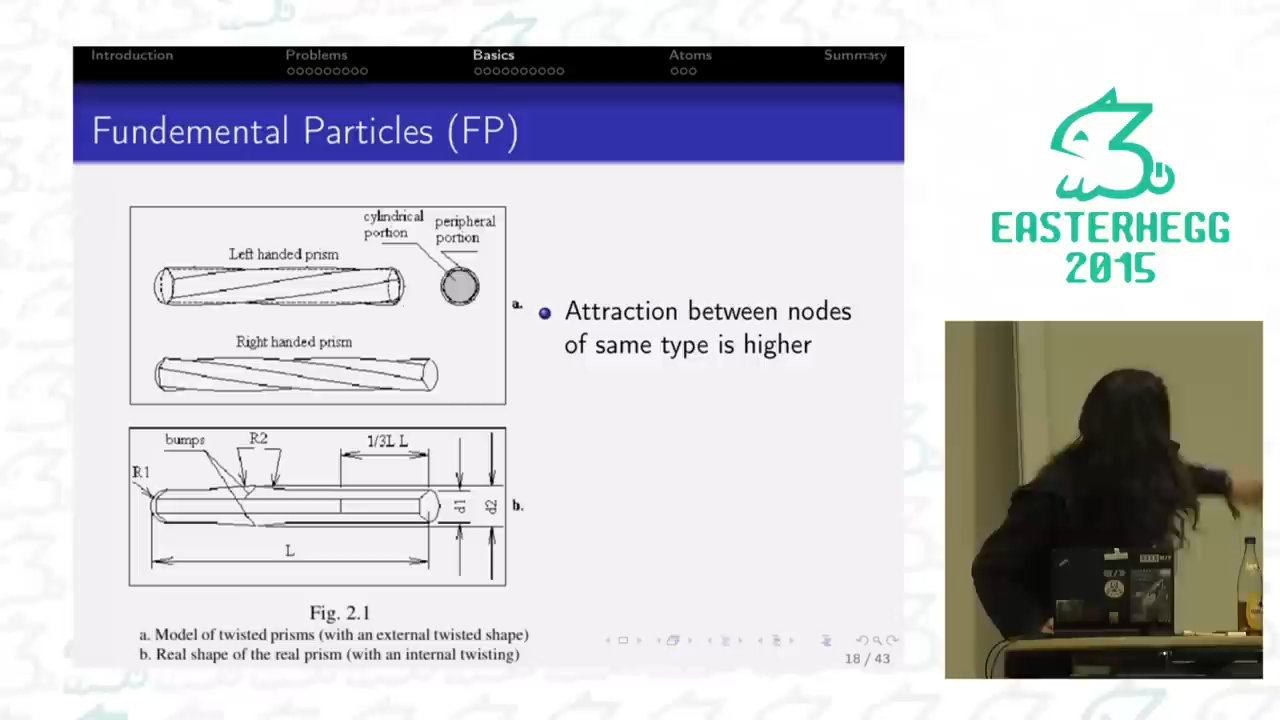 Introduction
Problems
Basics
Atoms
Summary
Fundemental Particles (FP)
cylindrical
portion
peripheral
portion
Left handed prism
a.
Right handed prism
bumps
R2
1/3L L
R1
d1
d2
b.
L
Fig. 2.1
a. Model of twisted prisms (with an external twisted shape)
b. Real shape of the real prism (with an internal twisting)
Attraction between nodes
of same type is higher
18 / 43
EASTERHEGG
2015